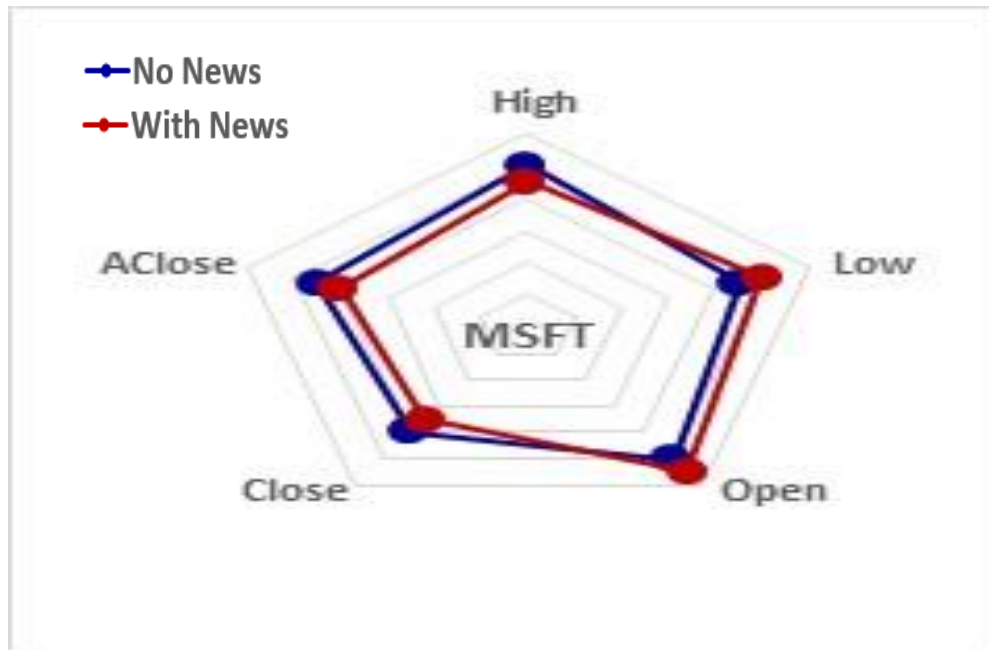 No News
With News
High
AClose
Low
MSFT
Close
Open